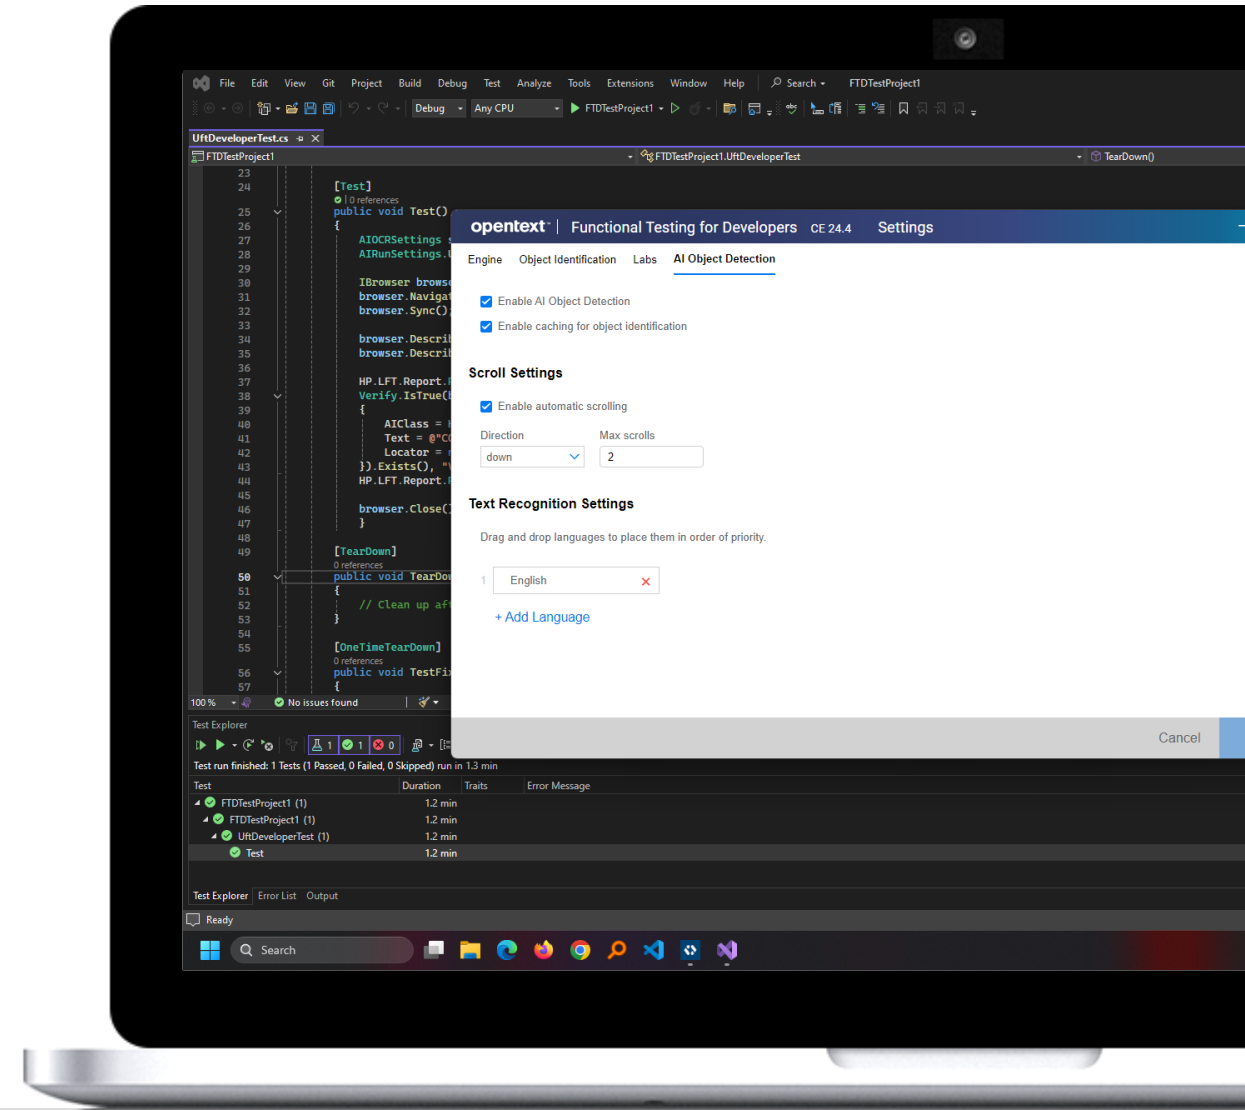 File Edit View Git Project Build Debug Test Analyze Tools Extensions Window Help Search FTDTestProject1
Debug Any CPU FTDTestProject1
UftDeveloperTest.cs
FTDTestProject1 FTDTestProject1.UftDeveloperTest TearDown()
23
24 [Test]
0 references
25 public void Test()
26 {
27 AIOCRSettings
28 AIRunSettings.
29
30 IBrowser browse
31 browser.Navigat
32 browser.Sync();
33
34 browser.Descri
35 browser.Descri
36
37 HP.LFT.Report.
38 Verify.IsTrue(
39 {
40 AIClass =
41 Text = @"CO
42 Locator =
43 }).Exists(), "
44 HP.LFT.Report.
45
46 browser.Close()
47 }
48
49 [TearDown]
0 references
50 public void TearDow
51 {
52 // Clean up aft
53 }
54
55 [OneTimeTearDown]
0 references
56 public void TestFix
57 {
100 % No issues found
opentext™ | Functional Testing for Developers CE 24.4 Settings
Engine Object Identification Labs AI Object Detection
Enable AI Object Detection
Enable caching for object identification
Scroll Settings
Enable automatic scrolling
Direction Max scrolls
down 2
Text Recognition Settings
Drag and drop languages to place them in order of priority.
1 English
+ Add Language
Cancel
Test Explorer
1 1 0
Test run finished: 1 Tests (1 Passed, 0 Failed, 0 Skipped) run in 1.3 min
Test Duration Traits Error Message
FTDTestProject1 (1) 1.2 min
FTDTestProject1 (1) 1.2 min
UftDeveloperTest (1) 1.2 min
Test 1.2 min
Test Explorer Error List Output
Ready
Search